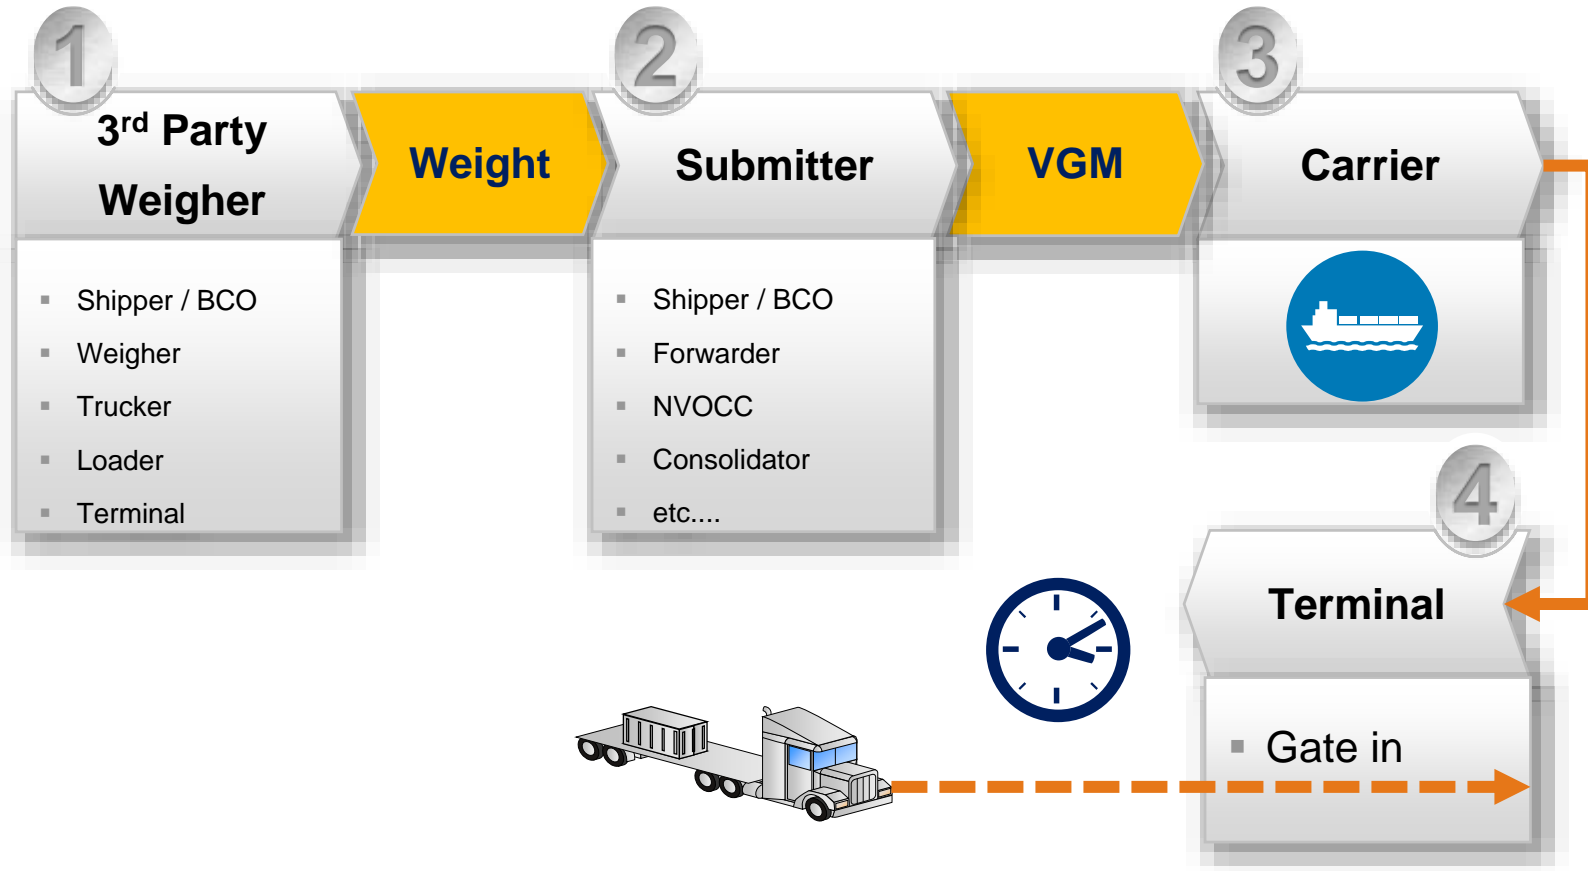 1
3rd Party
Weigher
Weight
2
Submitter
VGM
3
Carrier
Shipper / BCO
Weigher
Trucker
Loader
Terminal
Shipper / BCO
Forwarder
NVOCC
Consolidator
etc....
4
Terminal
Gate in